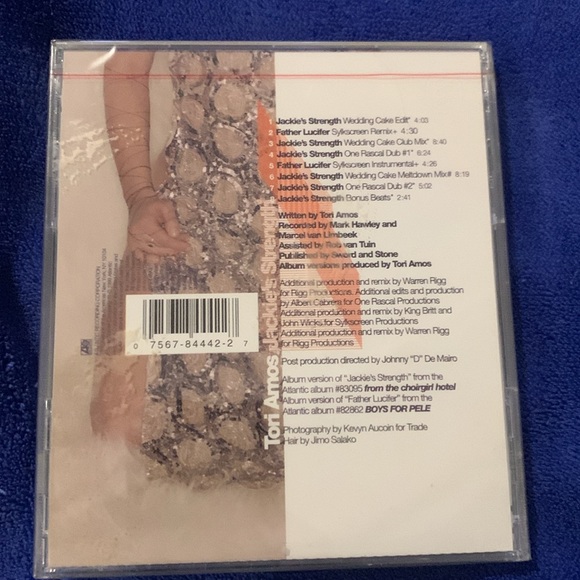 1 Jackie's Strength Wedding Cake Edit* 4:03
2 Father Lucifer Sylkscreen Remix+ 4:30
3 Jackie's Strength Wedding Cake Club Mix* 8:40
4 Jackie's Strength One Rascal Dub #1* 8:24
5 Father Lucifer Sylkscreen Instrumental+ 4:26
6 Jackie's Strength Wedding Cake Meltdown Mix# 8:19
7 Jackie's Strength One Rascal Dub #2* 5:02
Jackie's Strength Bonus Beats* 2:41
Written by Tori Amos
Recorded by Mark Hawley and
Marcel van Limbeek
Assisted by Rob van Tuin
Published by Sword and Stone
Album versions produced by Tori Amos
Additional production and remix by Warren Rigg
for Rigg Productions. Additional edits and production
by Albert Cabrera for One Rascal Productions
Additional production and remix by King Britt and
John Wicks for Sylkscreen Productions
Additional production and remix by Warren Rigg
for Rigg Productions
Post production directed by Johnny "D" De Mairo
Album version of "Jackie's Strength" from the
Atlantic album #83095 from the choirgirl hotel
Album version of "Father Lucifer" from the
Atlantic album #82862 BOYS FOR PELE
Photography by Kevyn Aucoin for Trade
Hair by Jimo Salako
Tori Amos Jackie's Strength
0 7567-84442-2 7